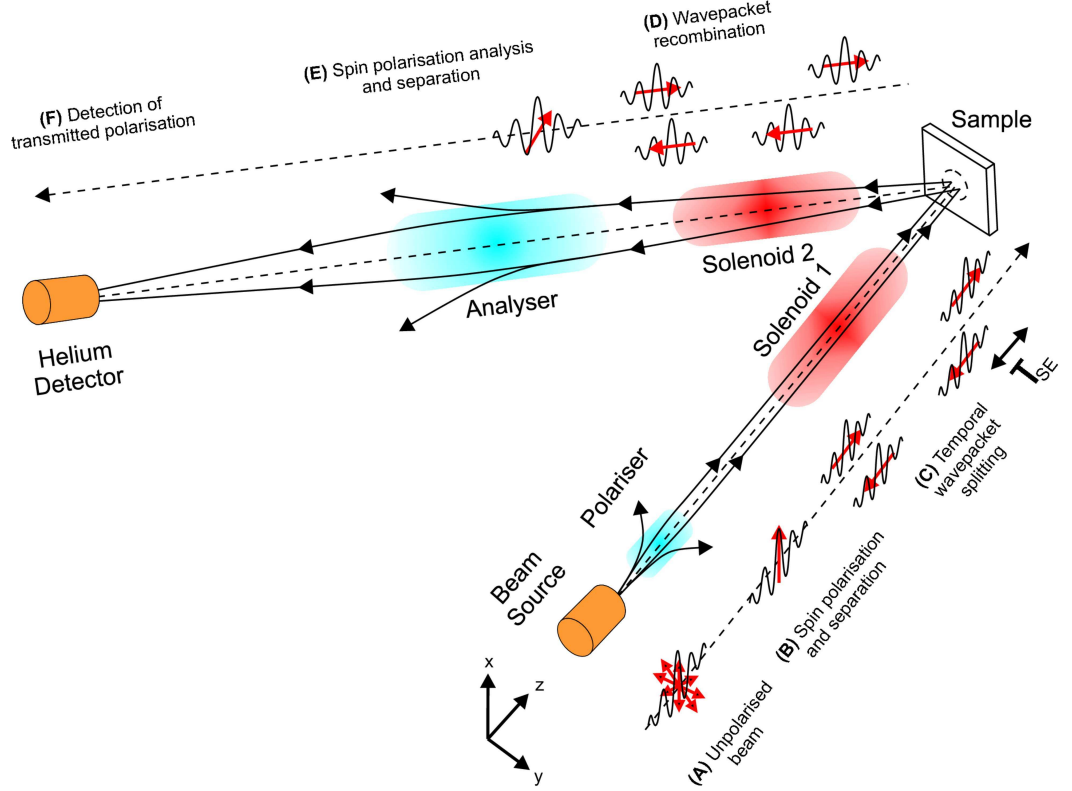 (D) Wavepacket
recombination
(E) Spin polarisation analysis
and separation
(F) Detection of
transmitted polarisation
Sample
Solenoid 2
Solenoid 1
Analyser
Helium
Detector
T SE
(C) Temporal
wavepacket
splitting
Polariser
Beam
Source
(B) Spin polarisation
and separation
(A) Unpolarised
beam
x
z
y